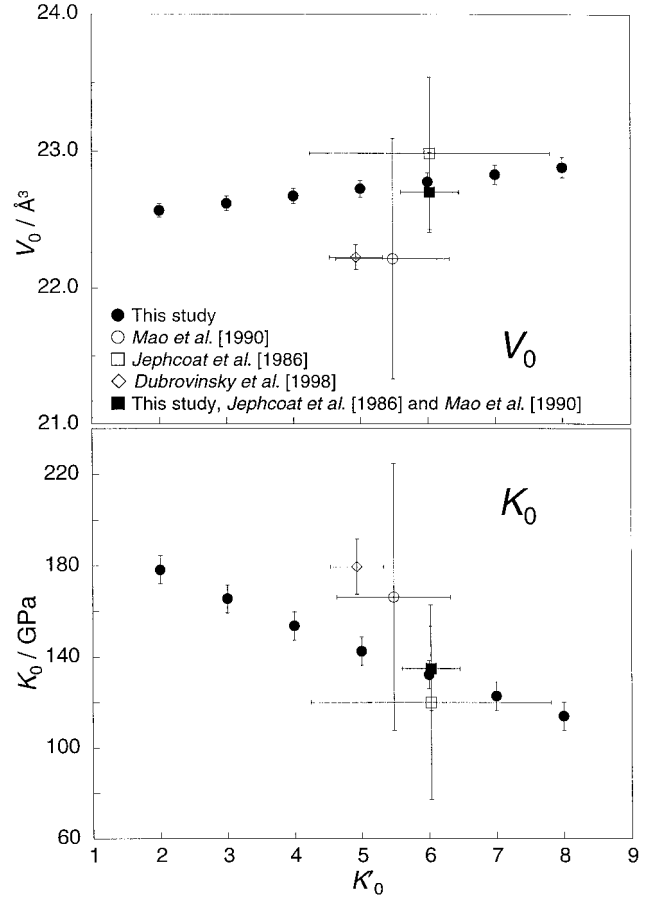 24.0
23.0
22.0
21.0
V₀ / Å³
This study
Mao et al. [1990]
Jephcoat et al. [1986]
Dubrovinsky et al. [1998]
This study, Jephcoat et al. [1986] and Mao et al. [1990]
V₀
220
180
140
100
60
K₀ / GPa
K₀
1 2 3 4 5 6 7 8 9
K'₀